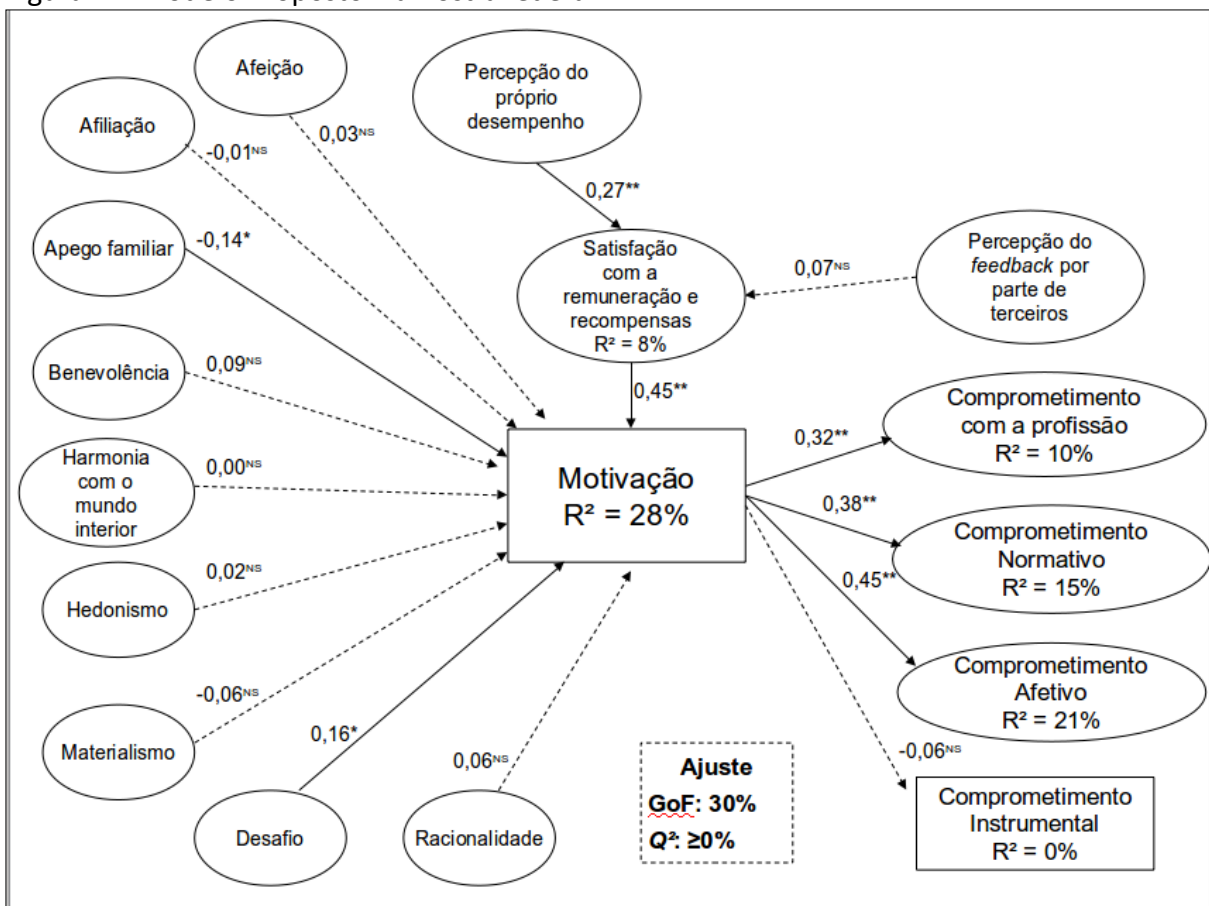 Afeição
Percepção do
próprio
desempenho
Afiliação
0,03ᴺˢ
-0,01ᴺˢ
0,27**
Apego familiar
-0,14*
Satisfação
com a
remuneração e
recompensas
R² = 8%
0,07ᴺˢ
Percepção do
feedback por
parte de
terceiros
Benevolência
0,09ᴺˢ
0,45**
Comprometimento
com a profissão
R² = 10%
0,32**
Harmonia
com o
mundo
interior
0,00ᴺˢ
Motivação
R² = 28%
0,38**
Comprometimento
Normativo
R² = 15%
Hedonismo
0,02ᴺˢ
0,45**
Comprometimento
Afetivo
R² = 21%
Materialismo
-0,06ᴺˢ
0,16*
0,06ᴺˢ
-0,06ᴺˢ
Ajuste
GoF: 30%
Q²: ≥0%
Desafio
Racionalidade
Comprometimento
Instrumental
R² = 0%